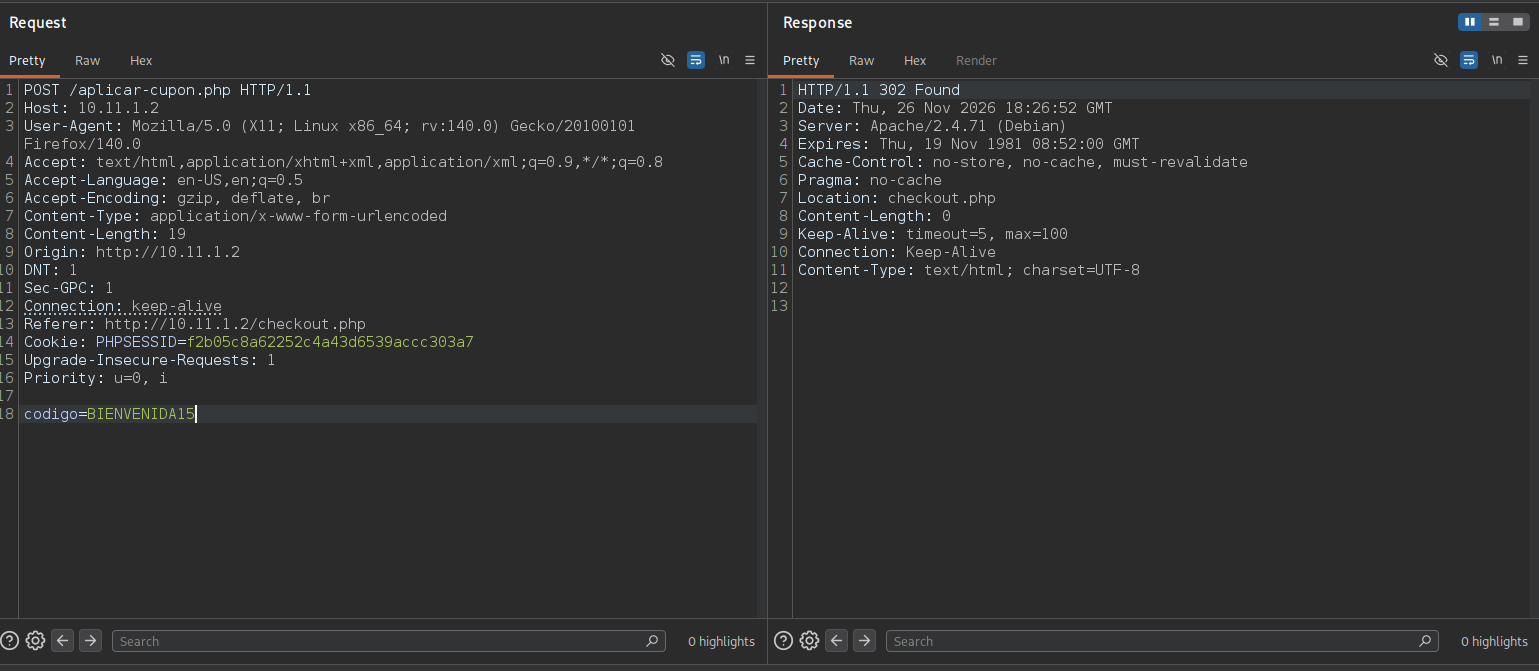 Request
Pretty Raw Hex \n
1 POST /aplicar-cupon.php HTTP/1.1
2 Host: 10.11.1.2
3 User-Agent: Mozilla/5.0 (X11; Linux x86_64; rv:140.0) Gecko/20100101
Firefox/140.0
4 Accept: text/html,application/xhtml+xml,application/xml;q=0.9,*/*;q=0.8
5 Accept-Language: en-US,en;q=0.5
6 Accept-Encoding: gzip, deflate, br
7 Content-Type: application/x-www-form-urlencoded
8 Content-Length: 19
9 Origin: http://10.11.1.2
10 DNT: 1
11 Sec-GPC: 1
12 Connection: keep-alive
13 Referer: http://10.11.1.2/checkout.php
14 Cookie: PHPSESSID=f2b05c8a62252c4a43d6539accc303a7
15 Upgrade-Insecure-Requests: 1
16 Priority: u=0, i
17
18 codigo=BIENVENIDA15
Search 0 highlights
Response
Pretty Raw Hex Render \n
1 HTTP/1.1 302 Found
2 Date: Thu, 26 Nov 2026 18:26:52 GMT
3 Server: Apache/2.4.71 (Debian)
4 Expires: Thu, 19 Nov 1981 08:52:00 GMT
5 Cache-Control: no-store, no-cache, must-revalidate
6 Pragma: no-cache
7 Location: checkout.php
8 Content-Length: 0
9 Keep-Alive: timeout=5, max=100
10 Connection: Keep-Alive
11 Content-Type: text/html; charset=UTF-8
12
13
Search 0 highlights